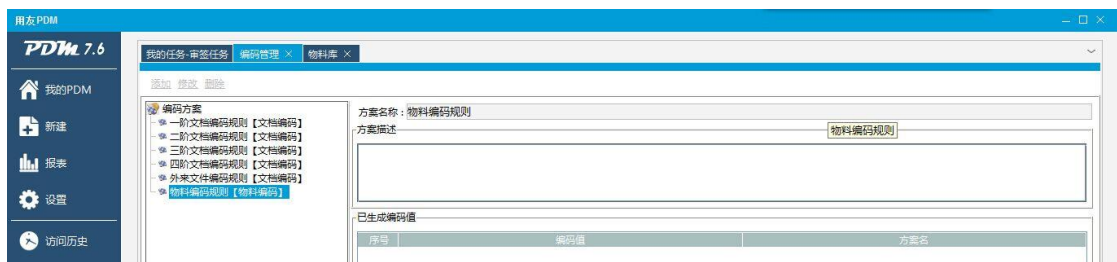 用友PDM
PDM 7.6
我的任务-审签任务 编码管理 × 物料库 ×
我的PDM
添加 修改 删除
新建
报表
设置
访问历史
编码方案
一阶文档编码规则【文档编码】
二阶文档编码规则【文档编码】
三阶文档编码规则【文档编码】
四阶文档编码规则【文档编码】
外来文件编码规则【文档编码】
物料编码规则【物料编码】
方案名称：物料编码规则
方案描述
物料编码规则
已生成编码值
序号 编码值 方案名